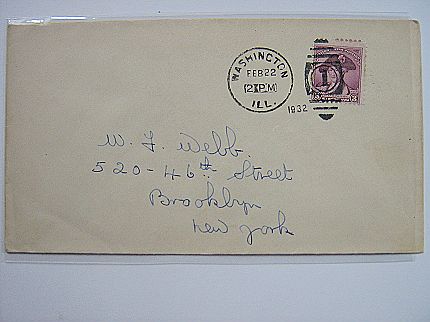 WASHINGTON
FEB 22
12 PM
ILL.
1932
1
W. F. Webb.
520-46th Street
Brooklyn
New York